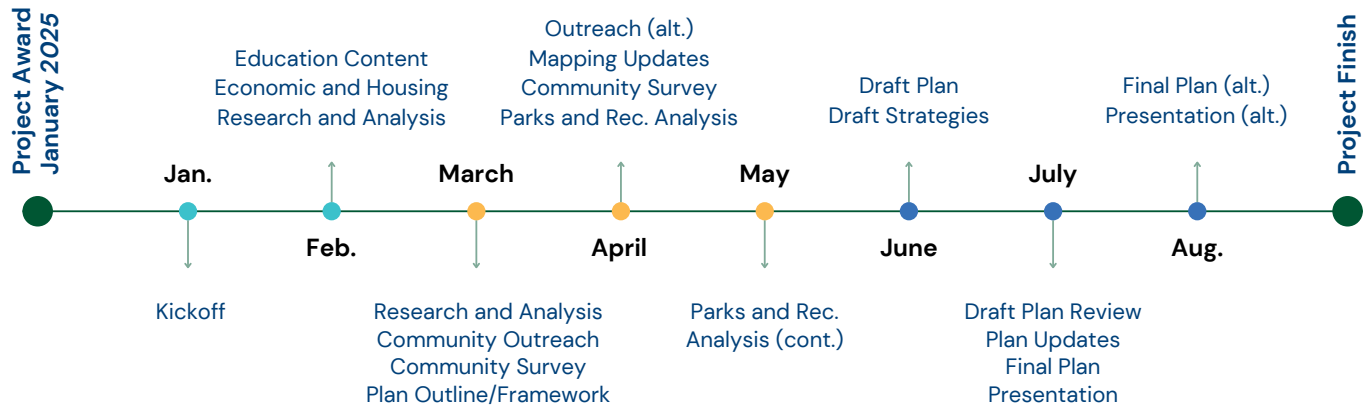 Project Award
January 2025
Education Content
Economic and Housing
Research and Analysis
Outreach (alt.)
Mapping Updates
Community Survey
Parks and Rec. Analysis
Draft Plan
Draft Strategies
Final Plan (alt.)
Presentation (alt.)
Project Finish
Jan.
March
May
July
Feb.
April
June
Aug.
Kickoff
Research and Analysis
Community Outreach
Community Survey
Plan Outline/Framework
Parks and Rec.
Analysis (cont.)
Draft Plan Review
Plan Updates
Final Plan
Presentation